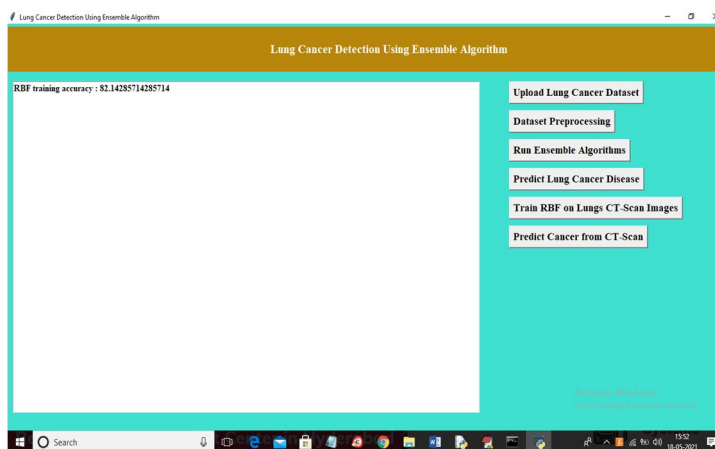 Lung Cancer Detection Using Ensemble Algorithm
Lung Cancer Detection Using Ensemble Algorithm
RBF training accuracy : 82.14285714285714
Upload Lung Cancer Dataset
Dataset Preprocessing
Run Ensemble Algorithms
Predict Lung Cancer Disease
Train RBF on Lungs CT-Scan Images
Predict Cancer from CT-Scan
Activate Windows
Search
15:52
18-05-2021